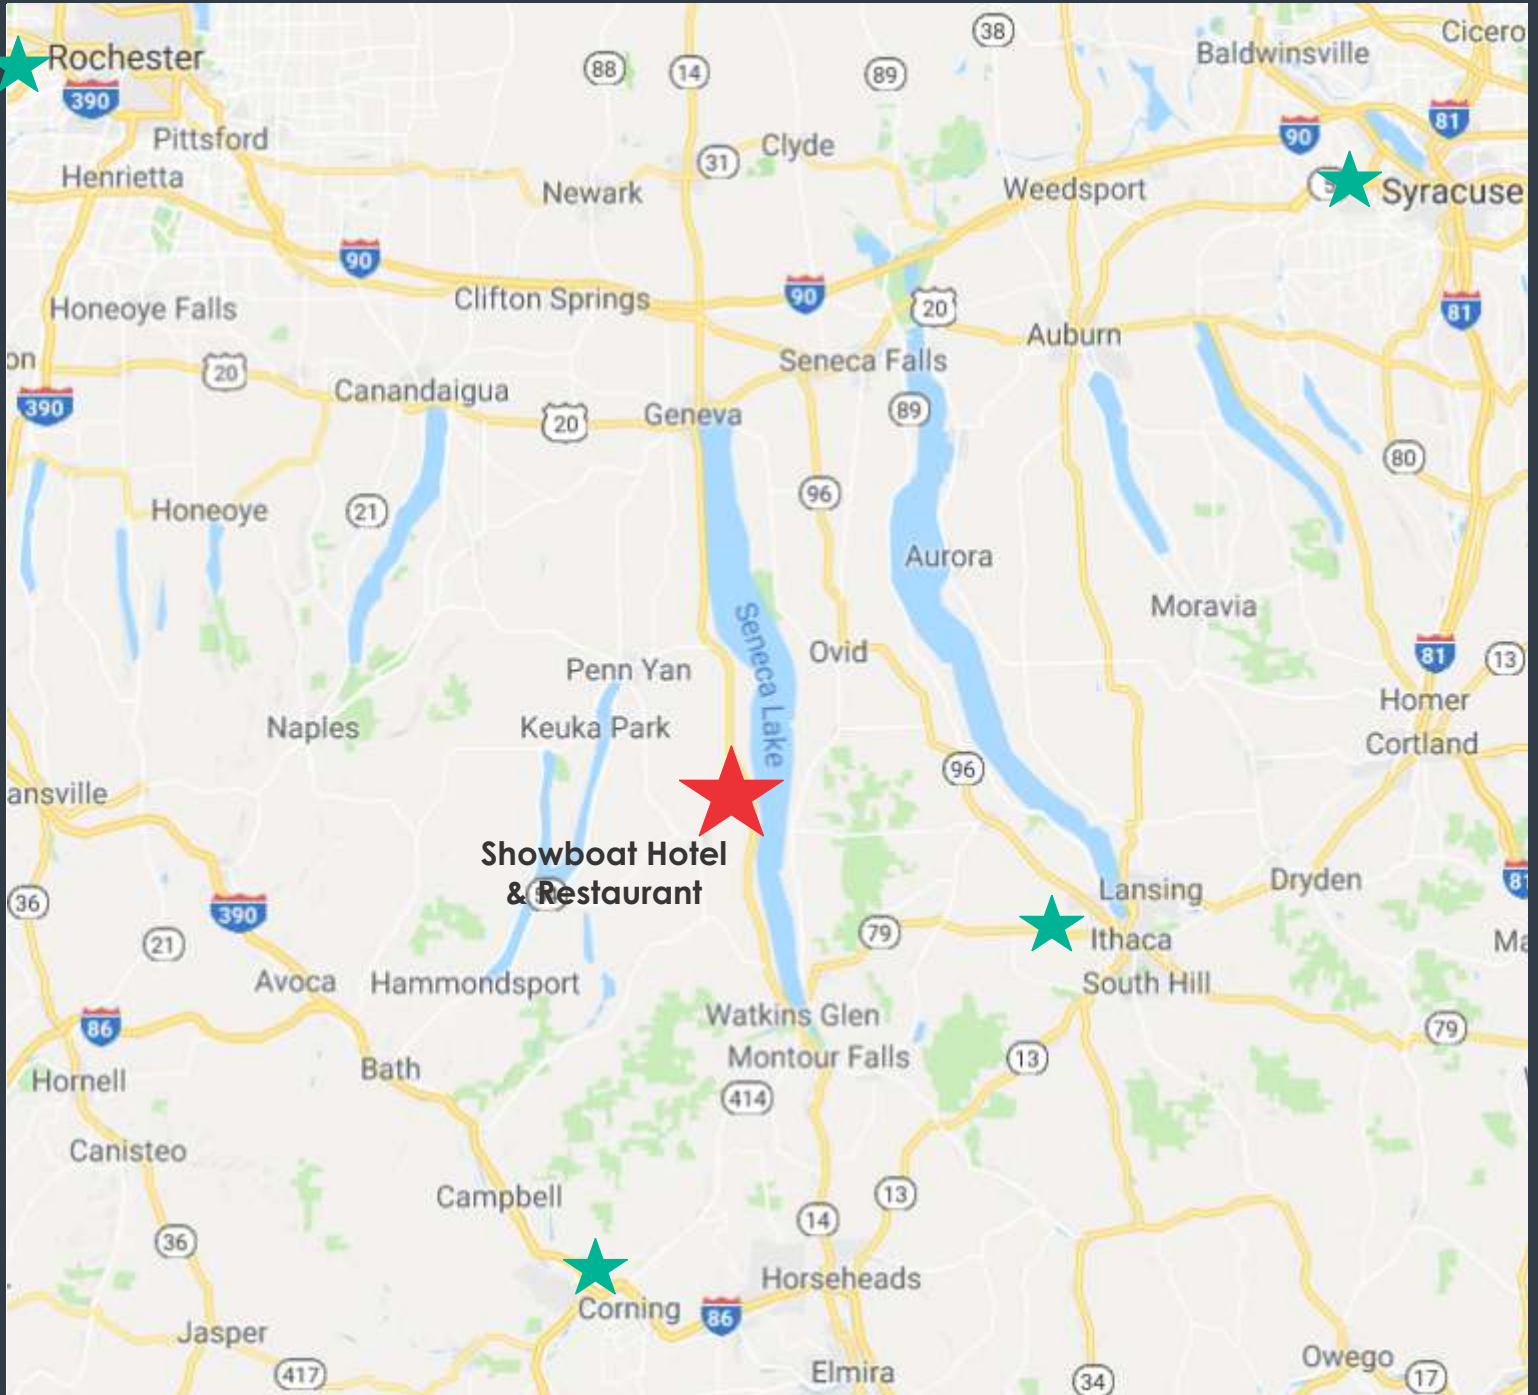 38
Cicero
Baldwinsville
Rochester
88
14
89
390
81
90
Pittsford
Clyde
31
Henrietta
Newark
Weedsport
Syracuse
90
90
Clifton Springs
20
Honeoye Falls
81
Auburn
on
Seneca Falls
20
Canandaigua
390
89
Geneva
20
80
96
Honeoye
21
Aurora
Moravia
Seneca Lake
Ovid
81
13
Penn Yan
Homer
Naples
Keuka Park
Cortland
96
ansville
Showboat Hotel
& Restaurant
36
390
Lansing
Dryden
81
79
21
Ithaca
Ma
Avoca
Hammondsport
South Hill
Watkins Glen
86
79
Montour Falls
13
Bath
Hornell
414
Canisteo
Campbell
13
14
36
Horseheads
Corning
86
Jasper
Owego
417
Elmira
34
17